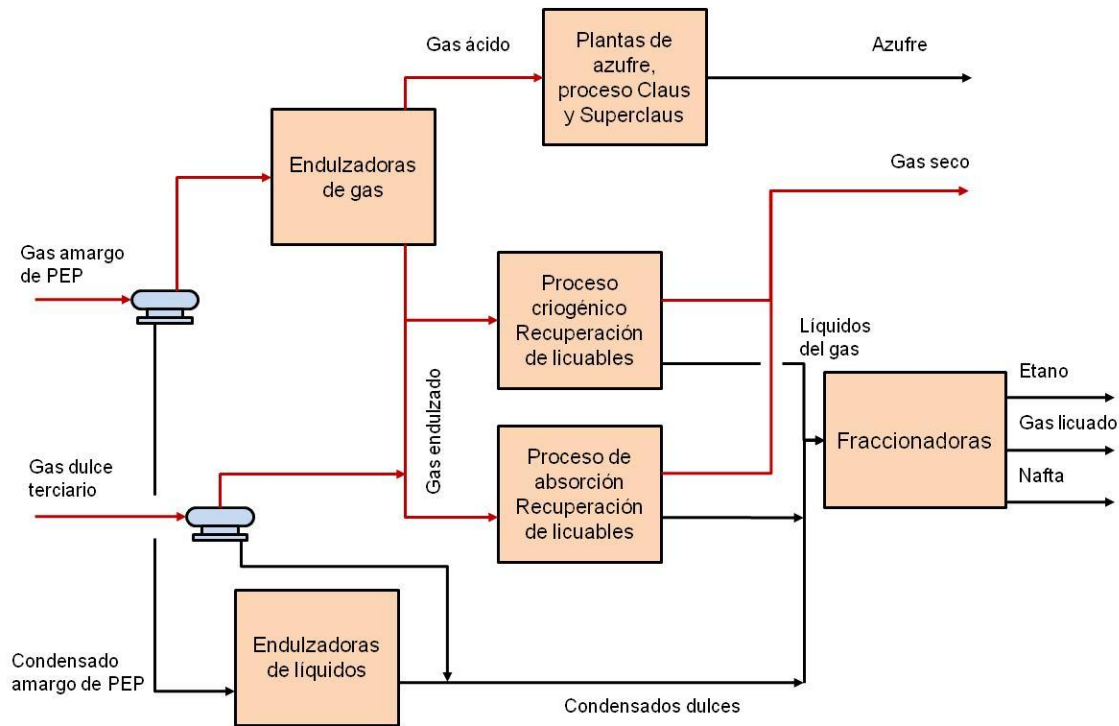 Gas ácido
Plantas de
azufre,
proceso Claus
y Superclaus
Azufre
Endulzadoras
de gas
Gas seco
Gas amargo
de PEP
Proceso
criogénico
Recuperación
de licuables
Líquidos
del gas
Etano
Gas licuado
Nafta
Fraccionadoras
Gas endulzado
Gas dulce
terciario
Proceso de
absorción
Recuperación
de licuables
Endulzadoras
de líquidos
Condensado
amargo de PEP
Condensados dulces